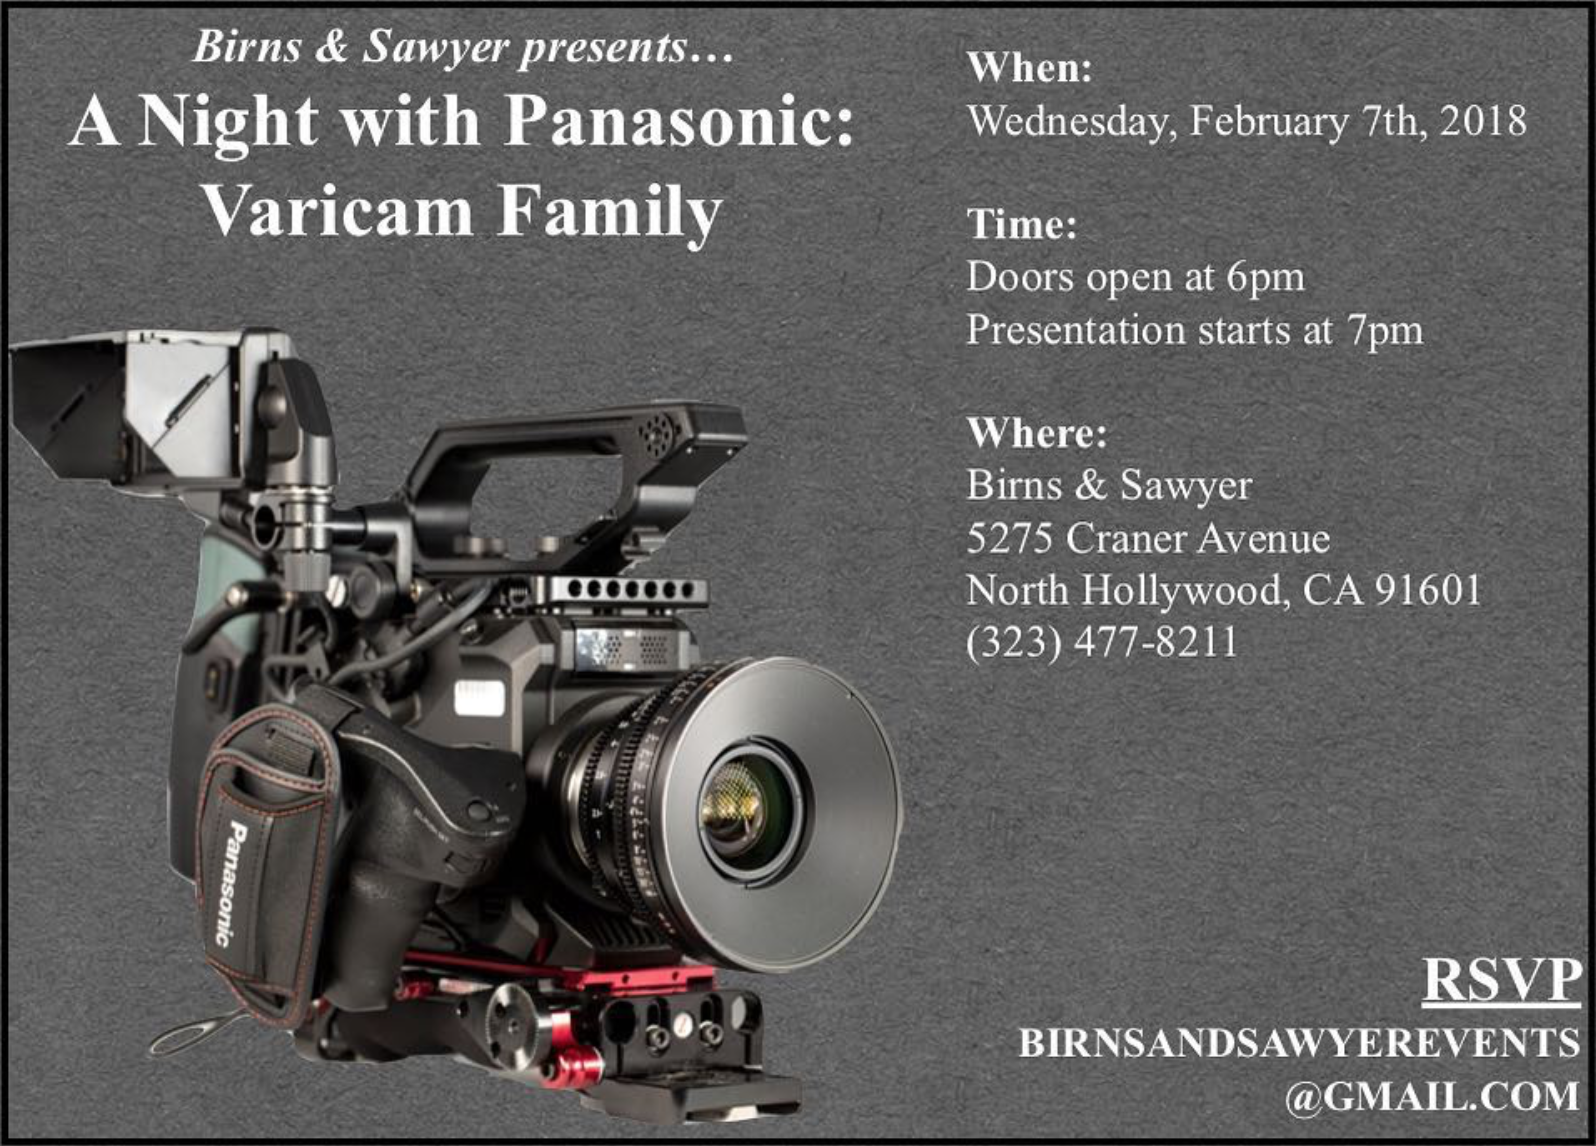 Birns & Sawyer presents…
A Night with Panasonic:
Varicam Family
When:
Wednesday, February 7th, 2018
Time:
Doors open at 6pm
Presentation starts at 7pm
Where:
Birns & Sawyer
5275 Craner Avenue
North Hollywood, CA 91601
(323) 477-8211
Panasonic
RSVP
BIRNSANDSAWYEREVENTS
@GMAIL.COM